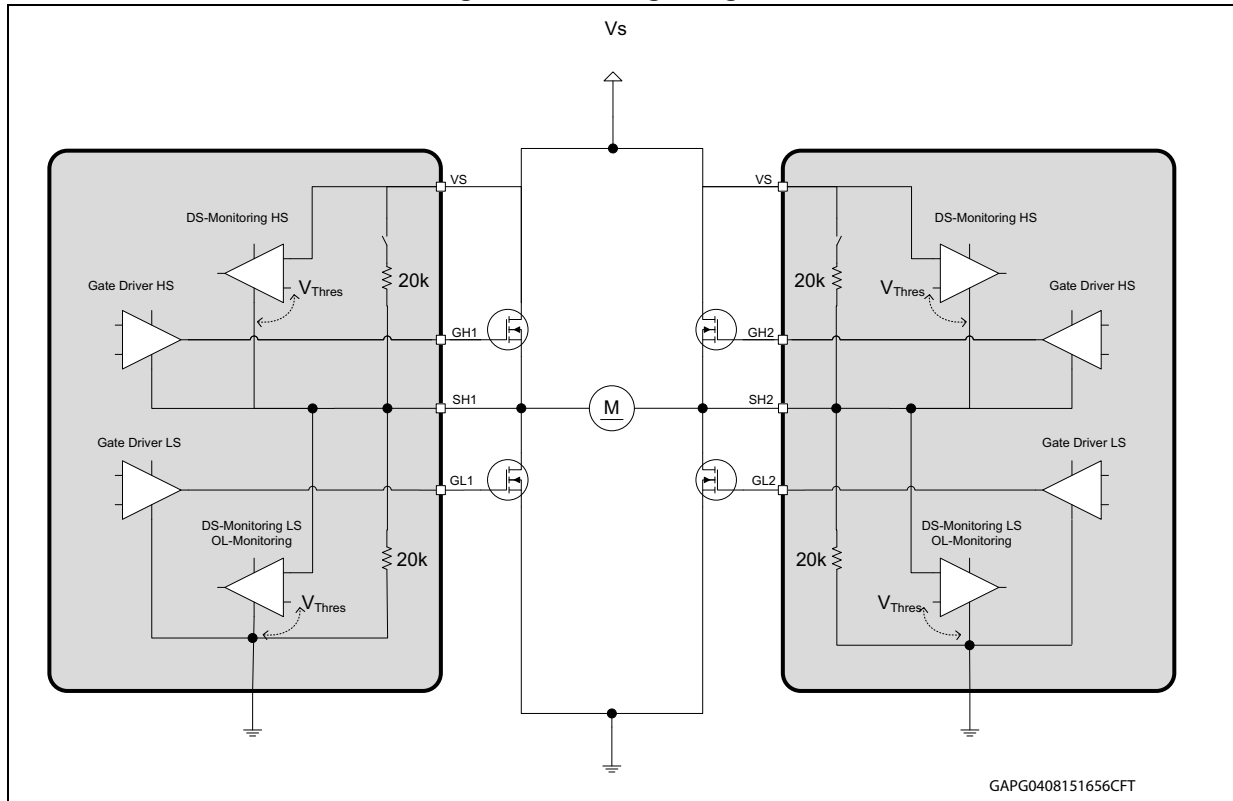 Vs
VS
VS
DS-Monitoring HS
DS-Monitoring HS
20k
20k
Gate Driver HS
VThres
VThres
Gate Driver HS
GH1
GH2
SH1
M
SH2
Gate Driver LS
Gate Driver LS
GL1
GL2
DS-Monitoring LS
OL-Monitoring
DS-Monitoring LS
OL-Monitoring
20k
20k
VThres
VThres
GAPG0408151656CFT